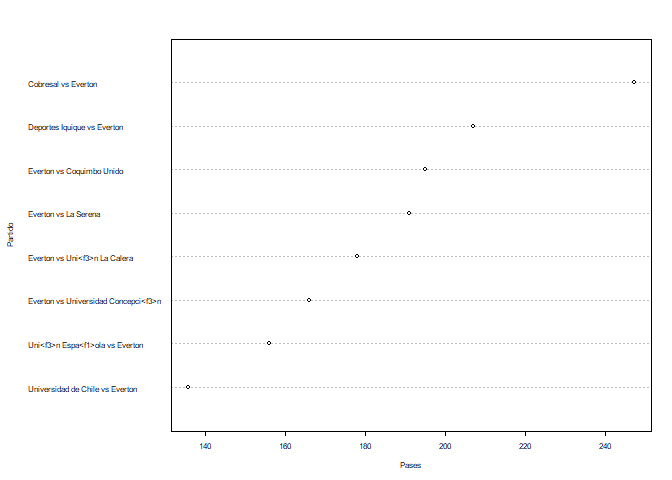 Cobresal vs Everton
Deportes Iquique vs Everton
Everton vs Coquimbo Unido
Everton vs La Serena
Everton vs Uni<f3>n La Calera
Everton vs Universidad Concepci<f3>n
Uni<f3>n Espa<f1>ola vs Everton
Universidad de Chile vs Everton
Partido
140 160 180 200 220 240
Pases